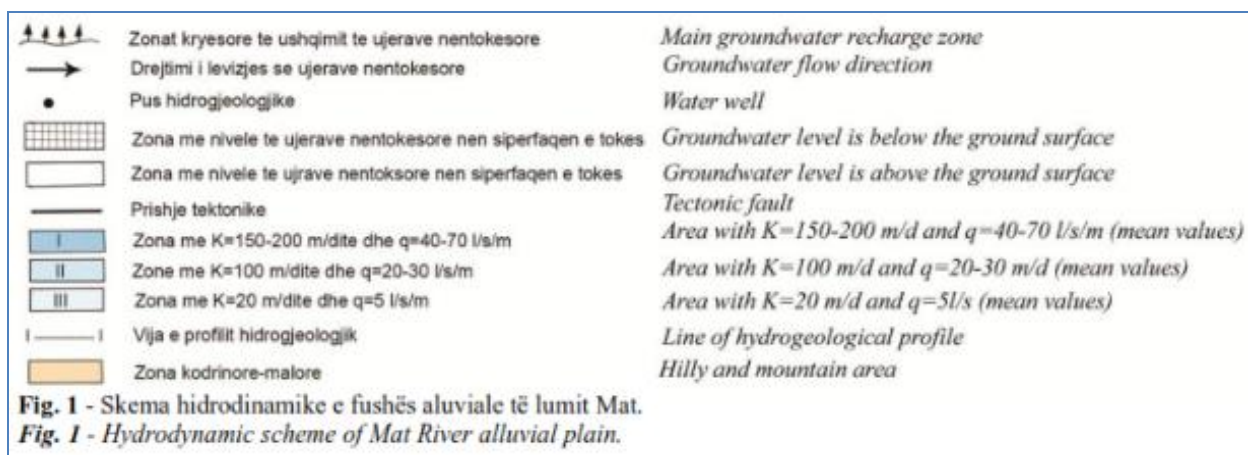 Zonat kryesore te ushqimit te ujerave nentokesore Main groundwater recharge zone
Drejtimi i levizjes se ujerave nentokesore Groundwater flow direction
Pus hidrogjeologjike Water well
Zona me nivele te ujerave nentokesore nen siperfaqen e tokes Groundwater level is below the ground surface
Zona me nivele te ujrave nentoksore nen siperfaqen e tokes Groundwater level is above the ground surface
Prishje tektonike Tectonic fault
I Zona me K=150-200 m/dite dhe q=40-70 l/s/m Area with K=150-200 m/d and q=40-70 l/s/m (mean values)
II Zone me K=100 m/dite dhe q=20-30 l/s/m Area with K=100 m/d and q=20-30 m/d (mean values)
III Zona me K=20 m/dite dhe q=5 l/s/m Area with K=20 m/d and q=5l/s (mean values)
I I Vija e profilit hidrogjeologjik Line of hydrogeological profile
Zona kodrinore-malore Hilly and mountain area
Fig. 1 - Skema hidrodinamike e fushës aluviale të lumit Mat.
Fig. 1 - Hydrodynamic scheme of Mat River alluvial plain.